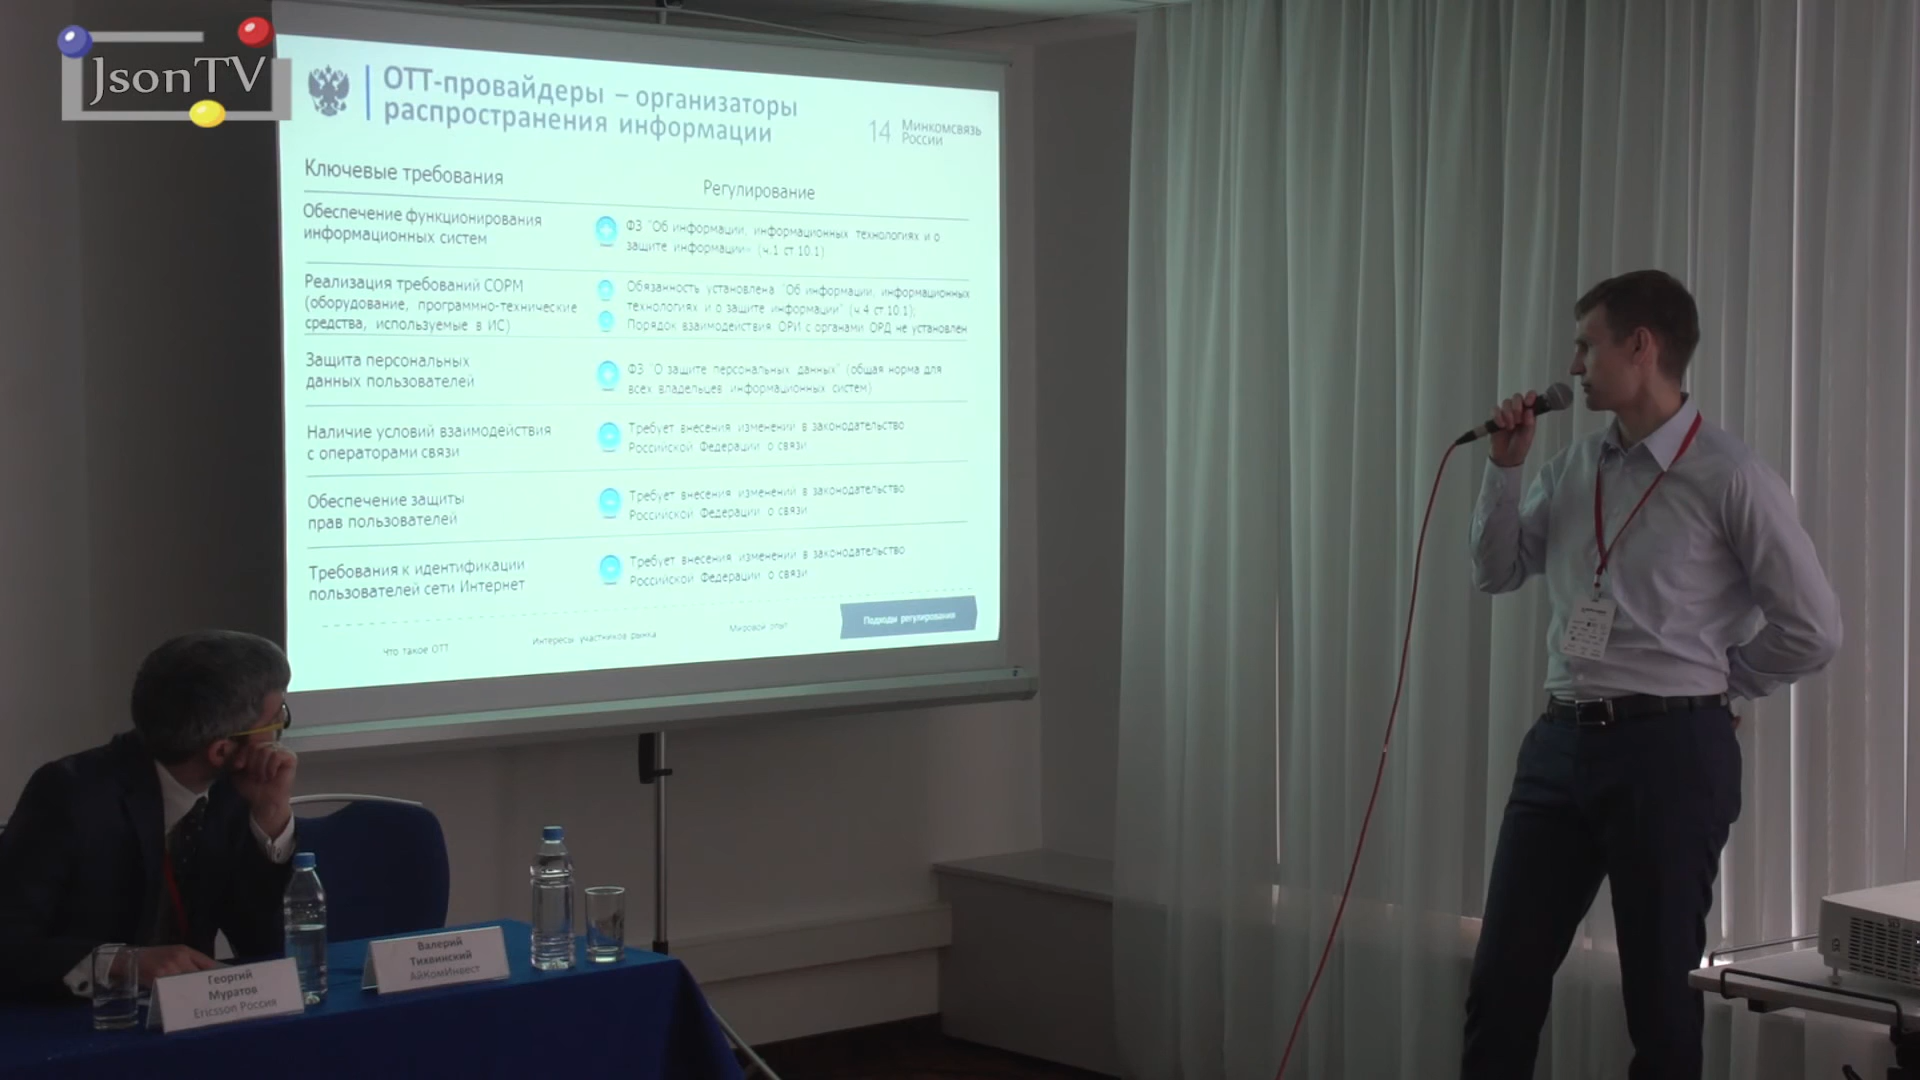 JsonTV
ОТТ-провайдеры – организаторы
распространения информации
14
Минкомсвязь
России
Ключевые требования
Регулирование
Обеспечение функционирования
информационных систем
ФЗ "Об информации, информационных технологиях и о
защите информации" (ч.1 ст 10.1)
Реализация требований СОРМ
(оборудование, программно-технические
средства, используемые в ИС)
Обязанность установлена "Об информации, информационных
технологиях и о защите информации" (ч.4 ст 10.1);
Порядок взаимодействия ОРИ с органами ОРД не установлен
Защита персональных
данных пользователей
ФЗ "О защите персональных данных" (общая норма для
всех владельцев информационных систем)
Наличие условий взаимодействия
с операторами связи
Требует внесения изменений в законодательство
Российской Федерации о связи
Обеспечение защиты
прав пользователей
Требует внесения изменений в законодательство
Российской Федерации о связи
Требования к идентификации
пользователей сети Интернет
Требует внесения изменений в законодательство
Российской Федерации о связи
Что такое ОТТ
Интересы участников рынка
Мировой опыт
Подходы регулирования
Георгий
Муратов
Ericsson Россия
Валерий
Тихвинский
АйКомИнвест